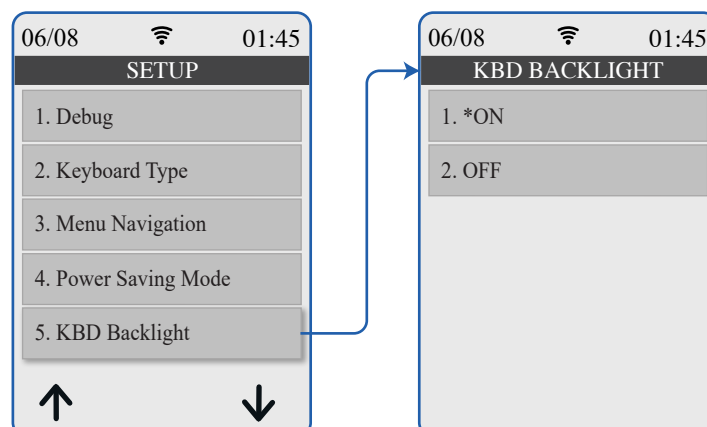 06/08 01:45
SETUP
1. Debug
2. Keyboard Type
3. Menu Navigation
4. Power Saving Mode
5. KBD Backlight
06/08 01:45
KBD BACKLIGHT
1. *ON
2. OFF